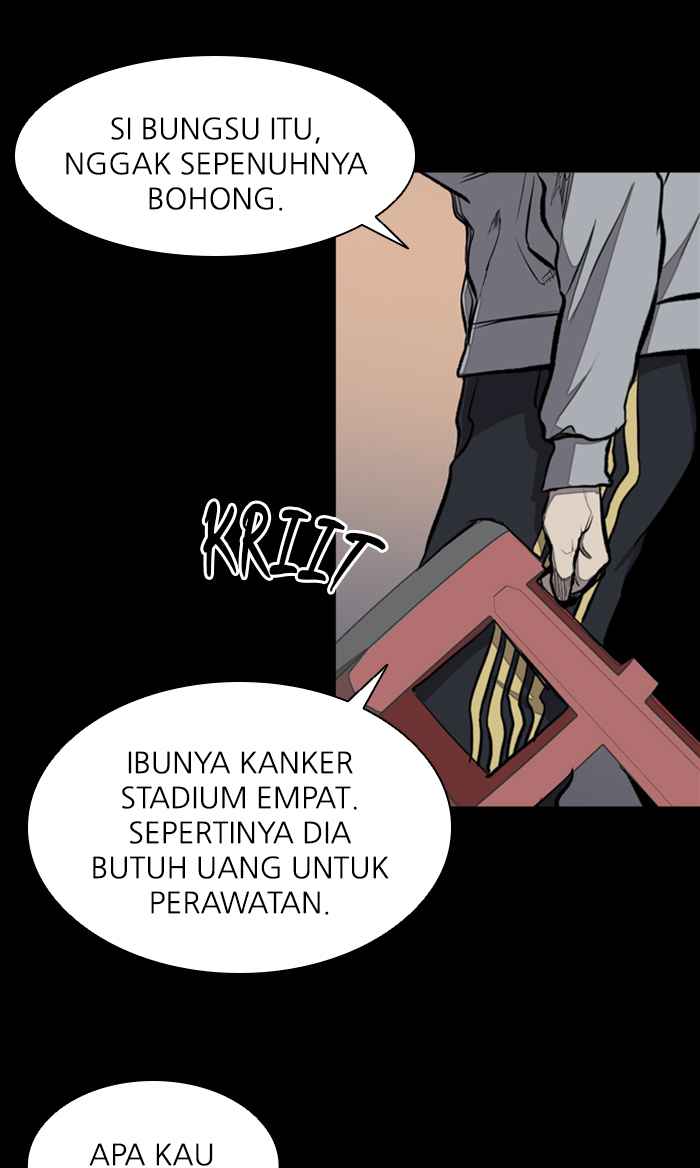 SI BUNGSU ITU,
NGGAK SEPENUHNYA
BOHONG.
KRIIT
IBUNYA KANKER
STADIUM EMPAT.
SEPERTINYA DIA
BUTUH UANG UNTUK
PERAWATAN.
APA KAU